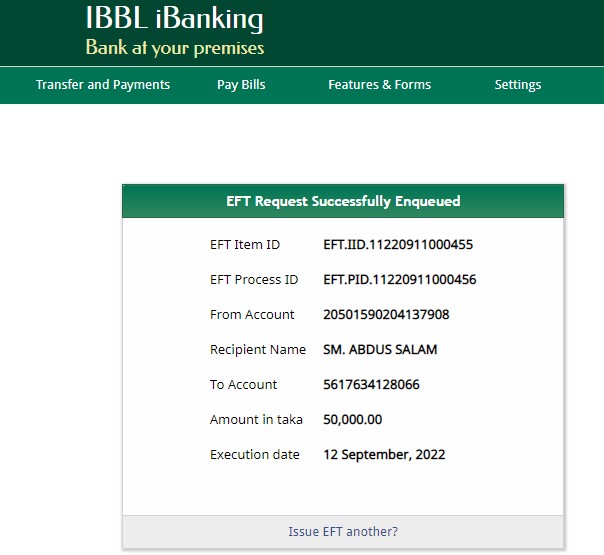 IBBL iBanking
Bank at your premises
Transfer and Payments Pay Bills Features & Forms Settings
EFT Request Successfully Enqueued
EFT Item ID EFT.IID.11220911000455
EFT Process ID EFT.PID.11220911000456
From Account 20501590204137908
Recipient Name SM. ABDUS SALAM
To Account 5617634128066
Amount in taka 50,000.00
Execution date 12 September, 2022
Issue EFT another?